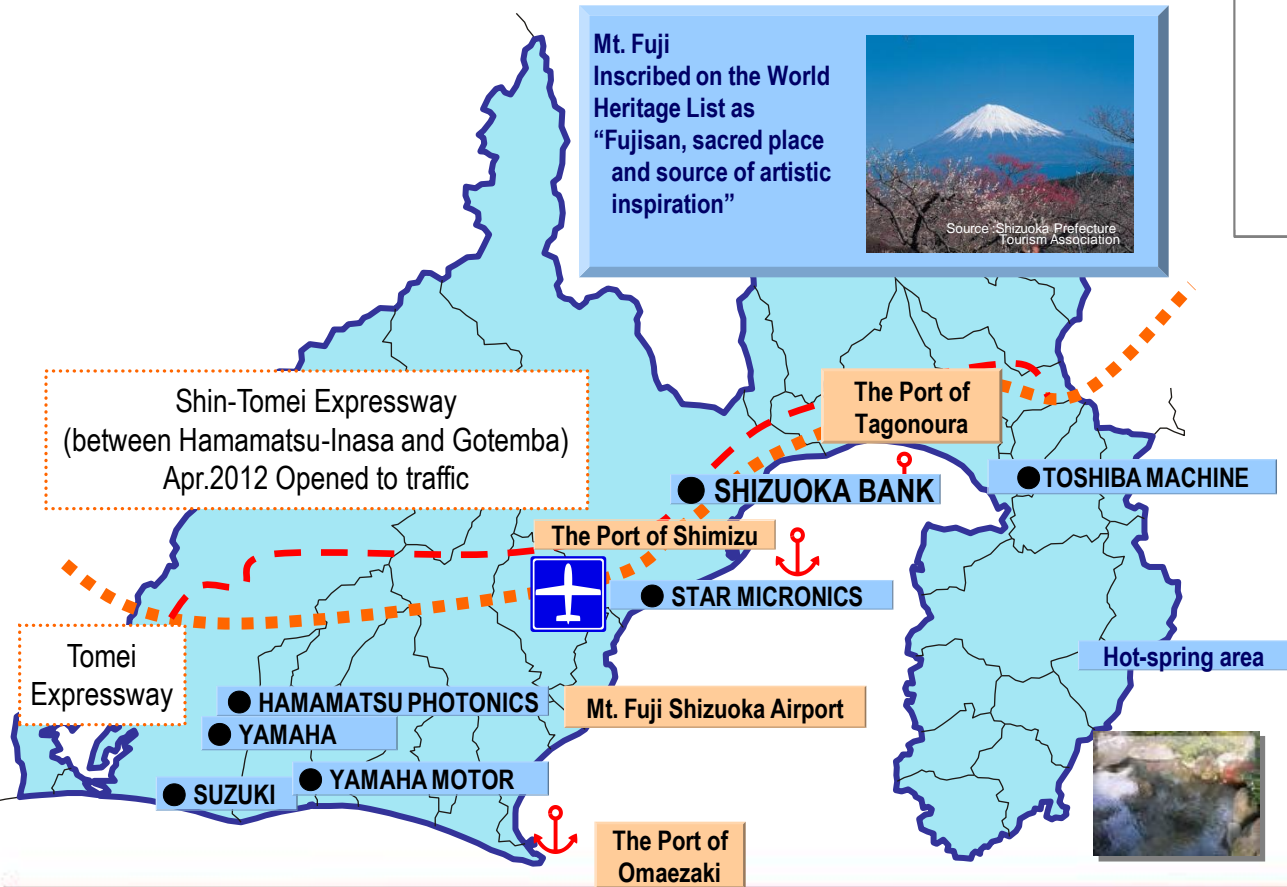 Mt. Fuji
Inscribed on the World
Heritage List as
“Fujisan, sacred place
and source of artistic
inspiration”
Source :Shizuoka Prefecture
Tourism Association
Shin-Tomei Expressway
(between Hamamatsu-Inasa and Gotemba)
Apr.2012 Opened to traffic
The Port of
Tagonoura
TOSHIBA MACHINE
SHIZUOKA BANK
The Port of Shimizu
STAR MICRONICS
Tomei
Expressway
Hot-spring area
HAMAMATSU PHOTONICS
Mt. Fuji Shizuoka Airport
YAMAHA
YAMAHA MOTOR
SUZUKI
The Port of
Omaezaki